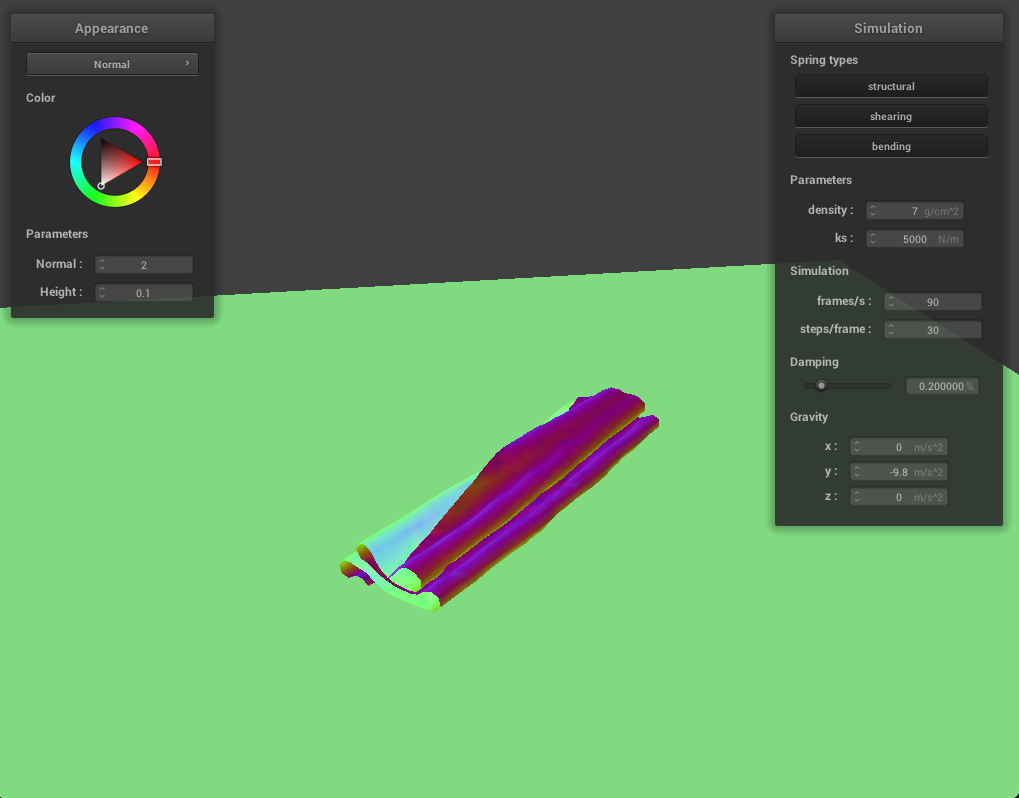 Appearance
Normal
Color
Parameters
Normal : 2
Height : 0.1
Simulation
Spring types
structural
shearing
bending
Parameters
density : 7 g/cm^2
ks : 5000 N/m
Simulation
frames/s : 90
steps/frame : 30
Damping
0.200000 %
Gravity
x : 0 m/s^2
y : -9.8 m/s^2
z : 0 m/s^2